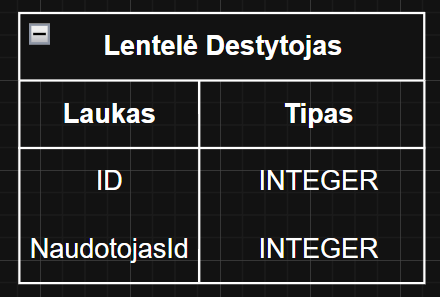 Lentelė Destytojas
Laukas Tipas
ID INTEGER
NaudotojasId INTEGER